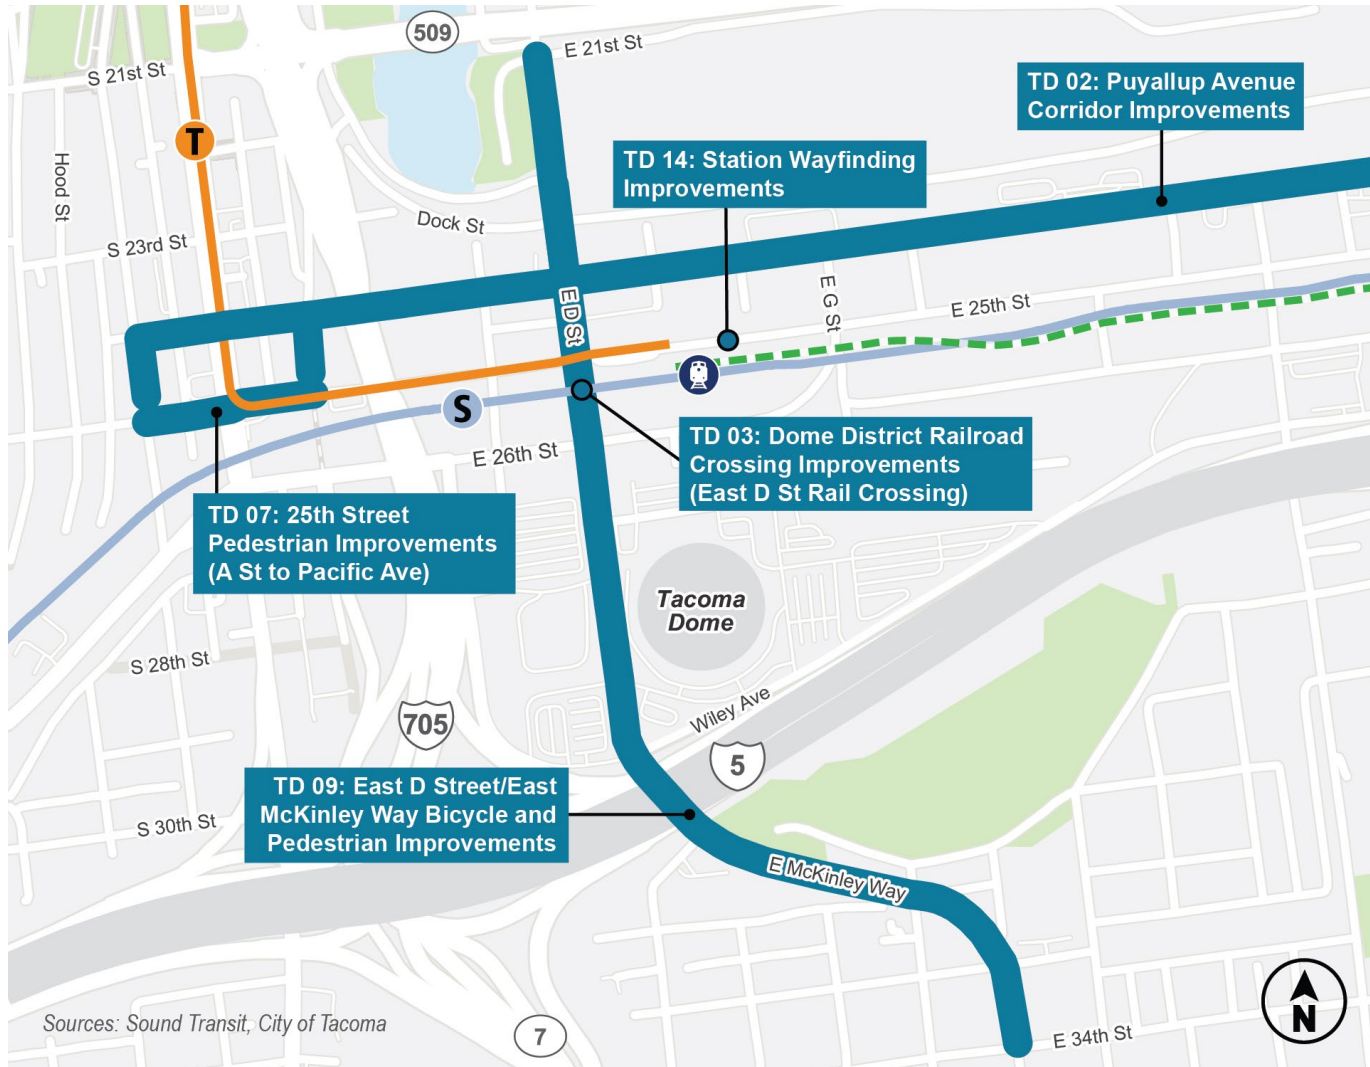 509
E 21st St
S 21st St
TD 02: Puyallup Avenue
Corridor Improvements
T
TD 14: Station Wayfinding
Improvements
Hood St
Dock St
S 23rd St
E D St
E G St
E 25th St
S
E 26th St
TD 03: Dome District Railroad
Crossing Improvements
(East D St Rail Crossing)
TD 07: 25th Street
Pedestrian Improvements
(A St to Pacific Ave)
Tacoma
Dome
S 28th St
705
Wiley Ave
5
TD 09: East D Street/East
McKinley Way Bicycle and
Pedestrian Improvements
S 30th St
E McKinley Way
Sources: Sound Transit, City of Tacoma
7
E 34th St
N